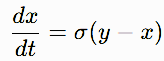 dx/dt = σ(y − x)